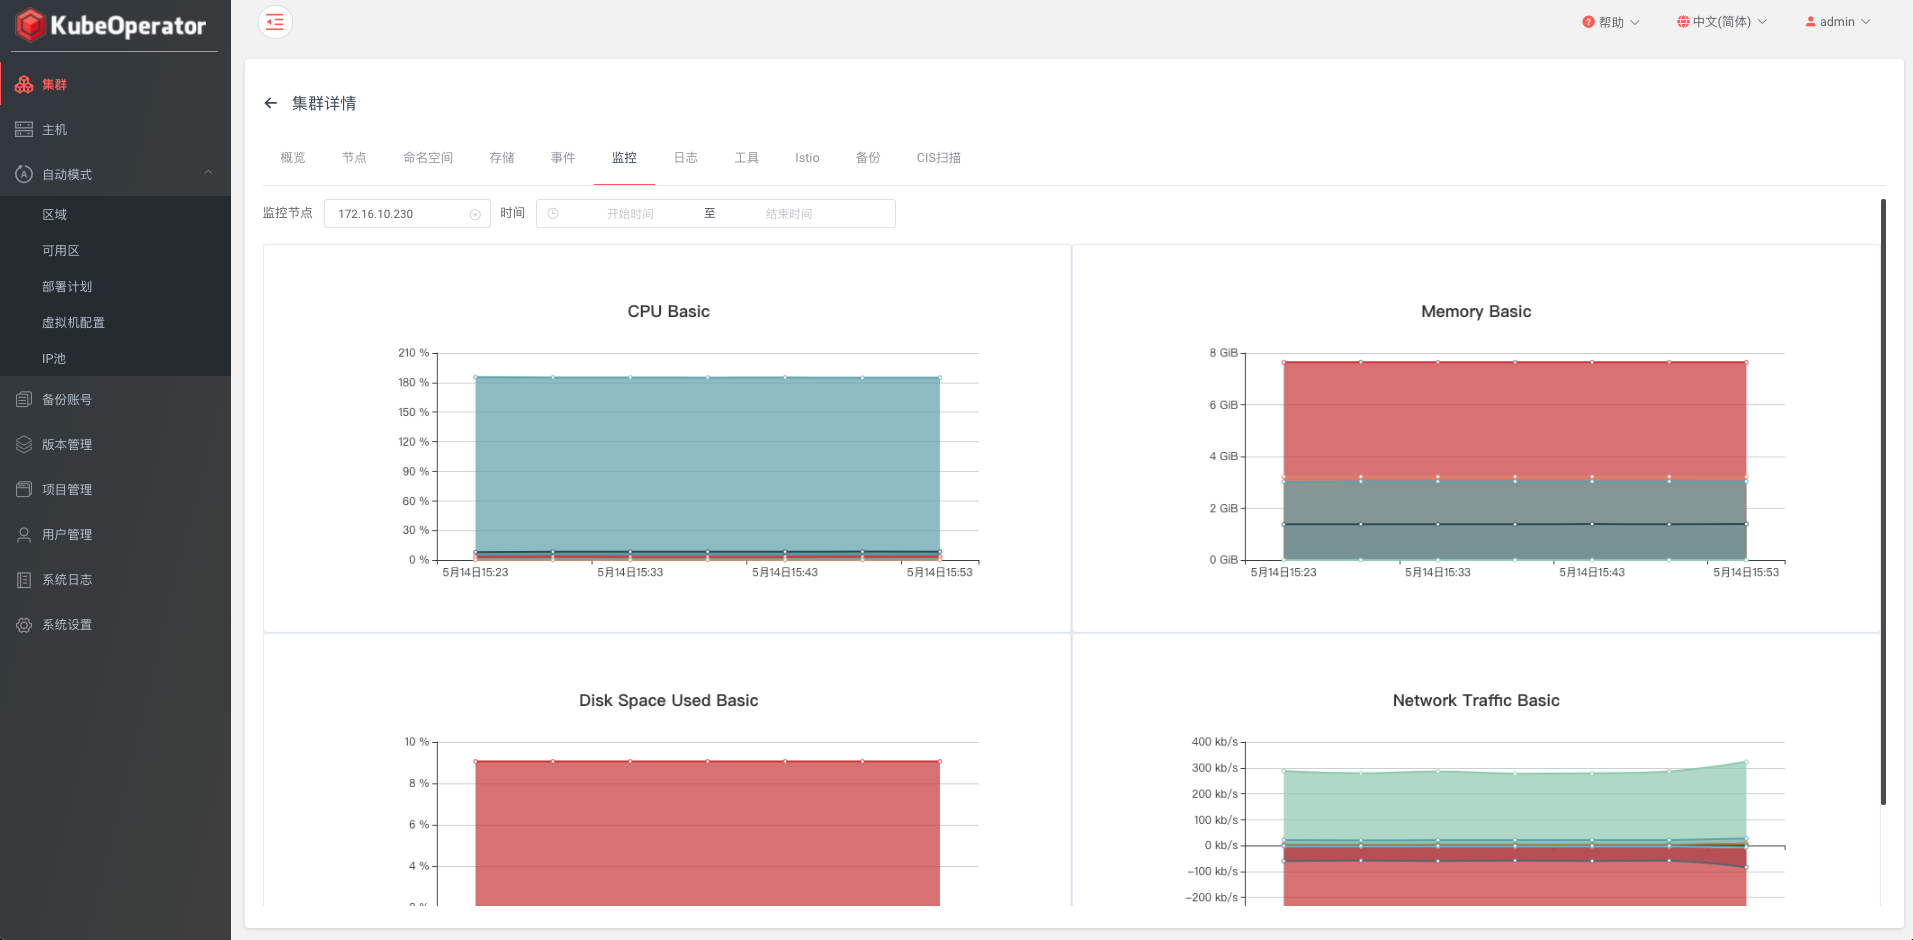 KubeOperator
帮助
中文(简体)
admin
集群
主机
自动模式
区域
可用区
部署计划
虚拟机配置
IP池
备份账号
版本管理
项目管理
用户管理
系统日志
系统设置
集群详情
概览 节点 命名空间 存储 事件 监控 日志 工具 Istio 备份 CIS扫描
监控节点 172.16.10.230 时间 开始时间 至 结束时间
CPU Basic
210 %
180 %
150 %
120 %
90 %
60 %
30 %
0 %
5月14日15:23 5月14日15:33 5月14日15:43 5月14日15:53
Memory Basic
8 GiB
6 GiB
4 GiB
2 GiB
0 GiB
5月14日15:23 5月14日15:33 5月14日15:43 5月14日15:53
Disk Space Used Basic
10 %
8 %
6 %
4 %
Network Traffic Basic
400 kb/s
300 kb/s
200 kb/s
100 kb/s
0 kb/s
-100 kb/s
-200 kb/s